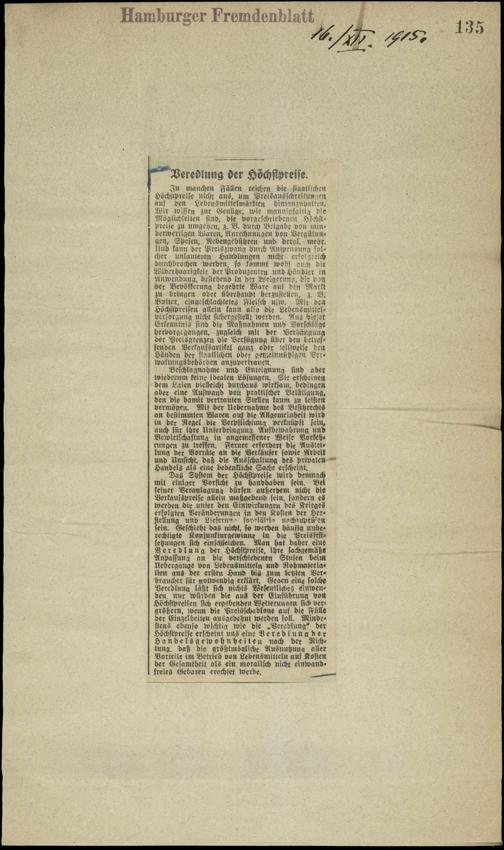 Hamburger Fremdenblatt
16./XII. 1915.
135
Veredlung der Höchstpreise.
In manchen Fällen reichen die staatlichen
Höchstpreise nicht aus, um Preisausschreitungen
auf den Lebensmittelmärkten hintanzuhalten.
Wir wissen zur Genüge, wie mannigfaltig die
Möglichkeiten sind, die vorgeschriebenen Höchst-
preise zu umgehen, z. B. durch Beigabe von min-
derwertigen Waren, Anrechnungen von Vergütun-
gen, Spesen, Nebengebühren und dergl. mehr.
Und kann der Preiszwang durch Anwendung sol-
cher unlauteren Handlungen nicht erfolgreich
durchbrochen werden, so kommt wohl auch die
Widerhaarigkeit der Produzenten und Händler in
Anwendung, bestehend in der Weigerung, die von
der Bevölkerung begehrte Ware auf den Markt
zu bringen oder überhaupt herzustellen, z. B.
Butter, eingeschlachtetes Fleisch usw. Mit den
Höchstpreisen allein kann also die Lebensmittel-
versorgung nicht sichergestellt werden. Aus dieser
Erkenntnis sind die Maßnahmen und Vorschläge
hervorgegangen, zugleich mit der Verhängung
der Preisgrenzen die Verfügung über den betref-
fenden Verkaufsartikel ganz oder teilweise den
Händen der staatlichen oder gemeinnützigen Ver-
waltungsbehörden anzuvertrauen.
Beschlagnahme und Enteignung sind aber
wiederum keine idealen Lösungen. Sie erscheinen
dem Laien vielleicht durchaus wirksam, bedingen
aber eine Aufwand von praktischer Betätigung,
den die damit vertrauten Stellen kaum zu leisten
vermögen. Mit der Uebernahme des Besitzrechts
an bestimmten Waren auf die Allgemeinheit wird
in der Regel die Verpflichtung verknüpft sein,
auch für ihre Unterbringung Aufbewahrung und
Bewirtschaftung in angemessener Weise Vorkeh-
rungen zu treffen. Ferner erfordert die Zustel-
lung der Vorräte an die Verkäufer sowie Arbeit
und Umsicht, daß die Ausschaltung des privaten
Handels als eine bedenkliche Sache erscheint.
Das System der Höchstpreise wird demnach
mit einiger Vorsicht zu handhaben sein. Bei
seiner Veranlagung dürfen außerdem nicht die
Vorkaufspreise allein maßgebend sein, sondern es
werden die unter den Einwirkungen des Krieges
erfolgten Veränderungen in den Kosten der Her-
stellung und Lieferung sorgfältig nachzuprüfen
sein. Geschieht das nicht, so werden häufig unbe-
rechtigte Konjunkturgewinne in die Preisfest-
setzungen sich einschleichen. Man hat daher eine
Veredlung der Höchstpreise, ihre sachgemäße
Anpassung an die verschiedenen Stufen beim
Uebergange von Lebensmitteln und Rohmateria-
lien aus der ersten Hand bis zum letzten Ver-
braucher für notwendig erklärt. Gegen eine solche
Veredlung läßt sich nichts Wesentliches einwen-
den, nur würden die aus der Einführung von
Höchstpreisen sich ergebenden Weiterungen sich ver-
größern, wenn die Preisschablone auf die Fülle
der Einzelheiten ausgedehnt werden soll. Minde-
stens ebenso wichtig wie die „Veredlung" der
Höchstpreise erscheint uns eine Veredlung der
Handelsgewohnheiten nach der Rich-
tung, daß die größtmögliche Ausnutzung aller
Vorteile im Betrieb von Lebensmitteln auf Kosten
der Gesamtheit als ein moralisch nicht einwand-
freies Gebaren erachtet werde.